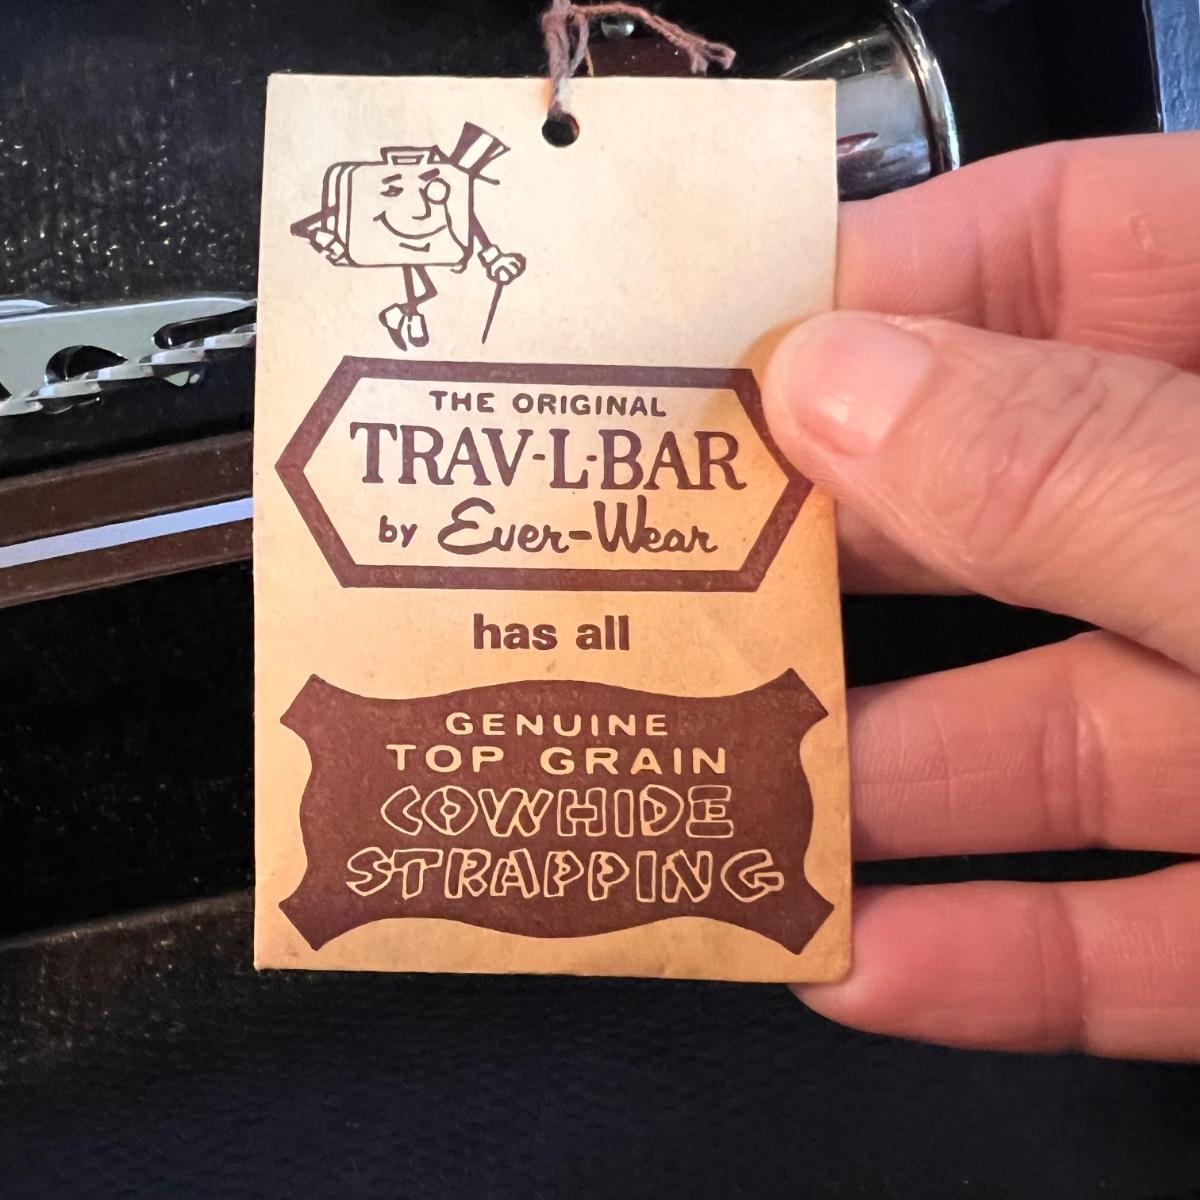 THE ORIGINAL
TRAV·L·BAR
by Ever-Wear
has all
GENUINE
TOP GRAIN
COWHIDE
STRAPPING